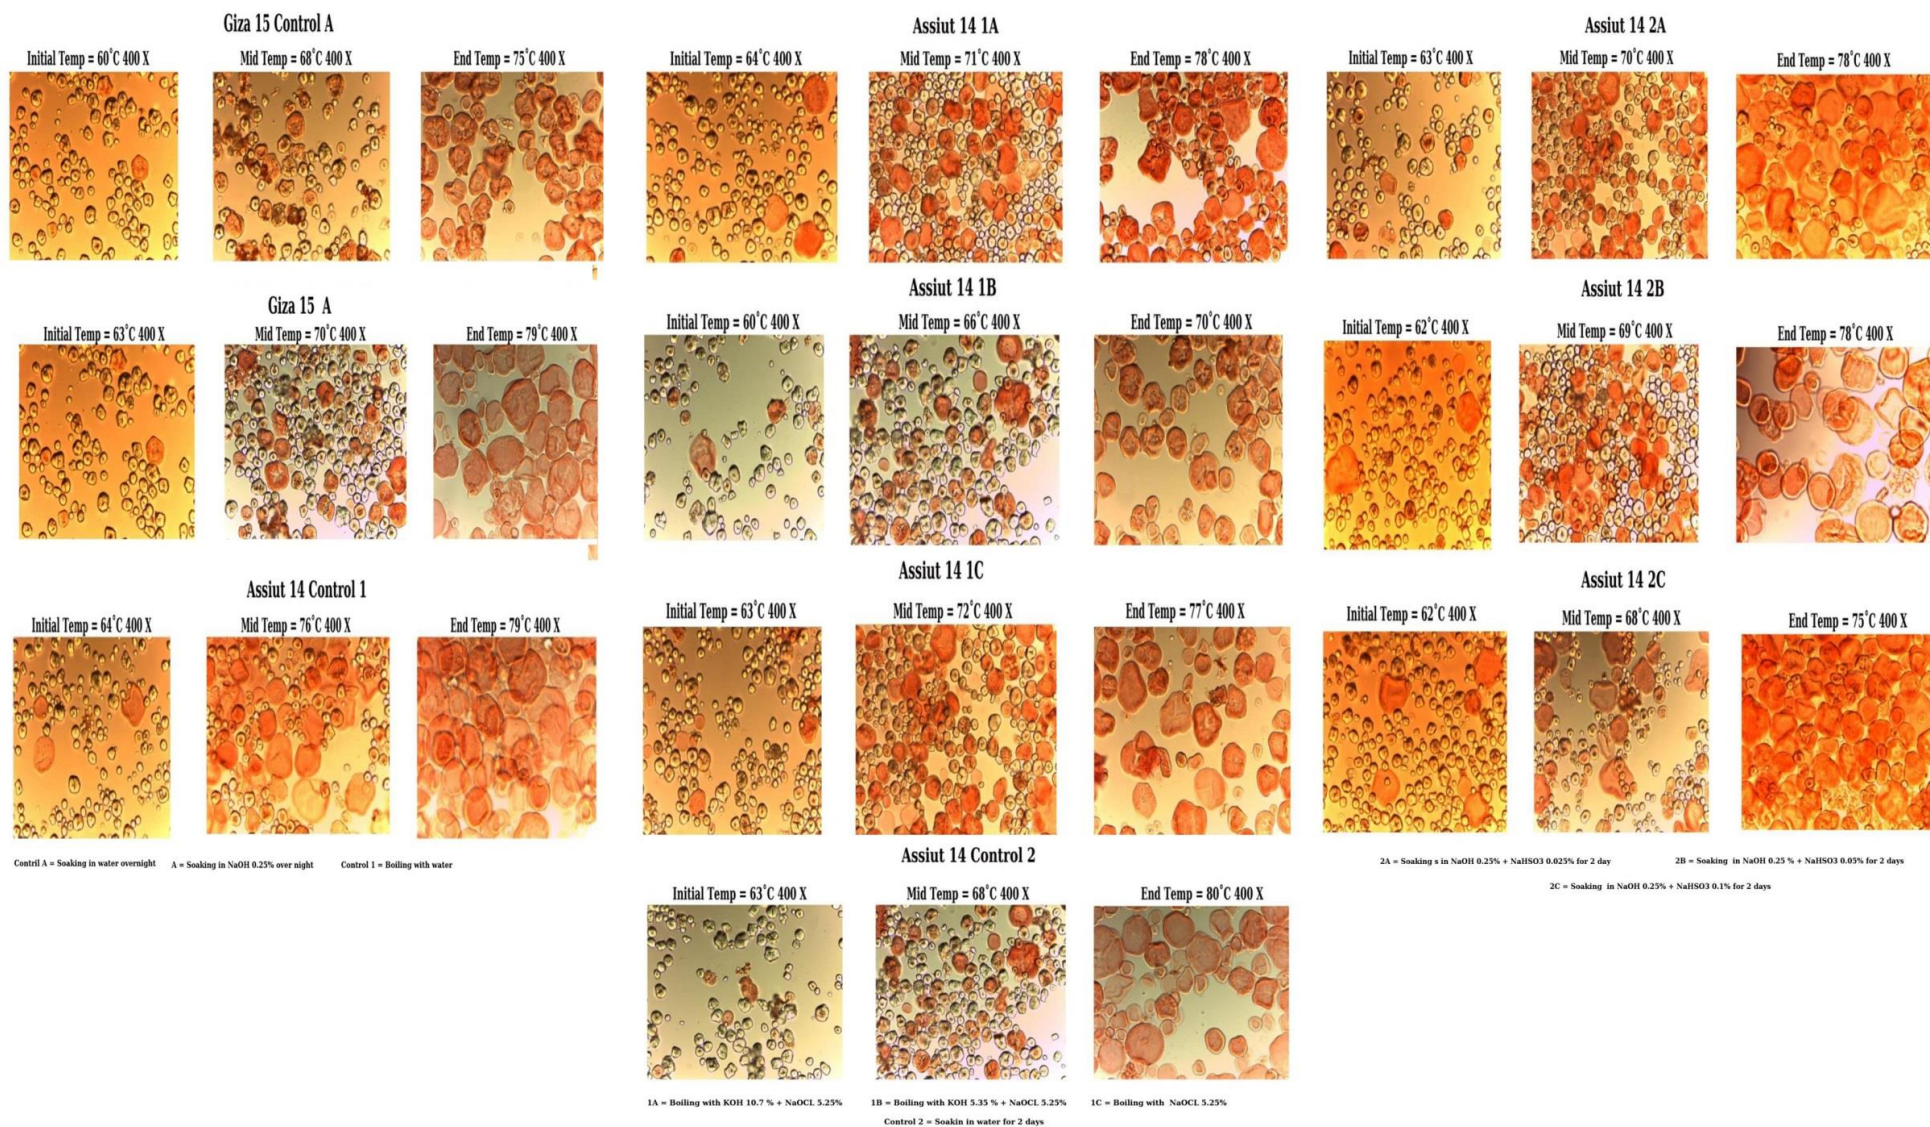 Giza 15 Control A
Initial Temp = 60°C 400 X
Mid Temp = 68°C 400 X
End Temp = 75°C 400 X
Giza 15 A
Initial Temp = 63°C 400 X
Mid Temp = 70°C 400 X
End Temp = 79°C 400 X
Assiut 14 Control 1
Initial Temp = 64°C 400 X
Mid Temp = 76°C 400 X
End Temp = 79°C 400 X
Contril A = Soaking in water overnight
A = Soaking in NaOH 0.25% over night
Control 1 = Boiling with water
Assiut 14 1A
Initial Temp = 64°C 400 X
Mid Temp = 71°C 400 X
End Temp = 78°C 400 X
Assiut 14 1B
Initial Temp = 60°C 400 X
Mid Temp = 66°C 400 X
End Temp = 70°C 400 X
Assiut 14 1C
Initial Temp = 63°C 400 X
Mid Temp = 72°C 400 X
End Temp = 77°C 400 X
Assiut 14 Control 2
Initial Temp = 63°C 400 X
Mid Temp = 68°C 400 X
End Temp = 80°C 400 X
1A = Boiling with KOH 10.7 % + NaOCL 5.25%
1B = Boiling with KOH 5.35 % + NaOCL 5.25%
1C = Boiling with NaOCL 5.25%
Control 2 = Soakin in water for 2 days
Assiut 14 2A
Initial Temp = 63°C 400 X
Mid Temp = 70°C 400 X
End Temp = 78°C 400 X
Assiut 14 2B
Initial Temp = 62°C 400 X
Mid Temp = 69°C 400 X
End Temp = 78°C 400 X
Assiut 14 2C
Initial Temp = 62°C 400 X
Mid Temp = 68°C 400 X
End Temp = 75°C 400 X
2A = Soaking s in NaOH 0.25% + NaHSO3 0.025% for 2 day
2B = Soaking in NaOH 0.25 % + NaHSO3 0.05% for 2 days
2C = Soaking in NaOH 0.25% + NaHSO3 0.1% for 2 days